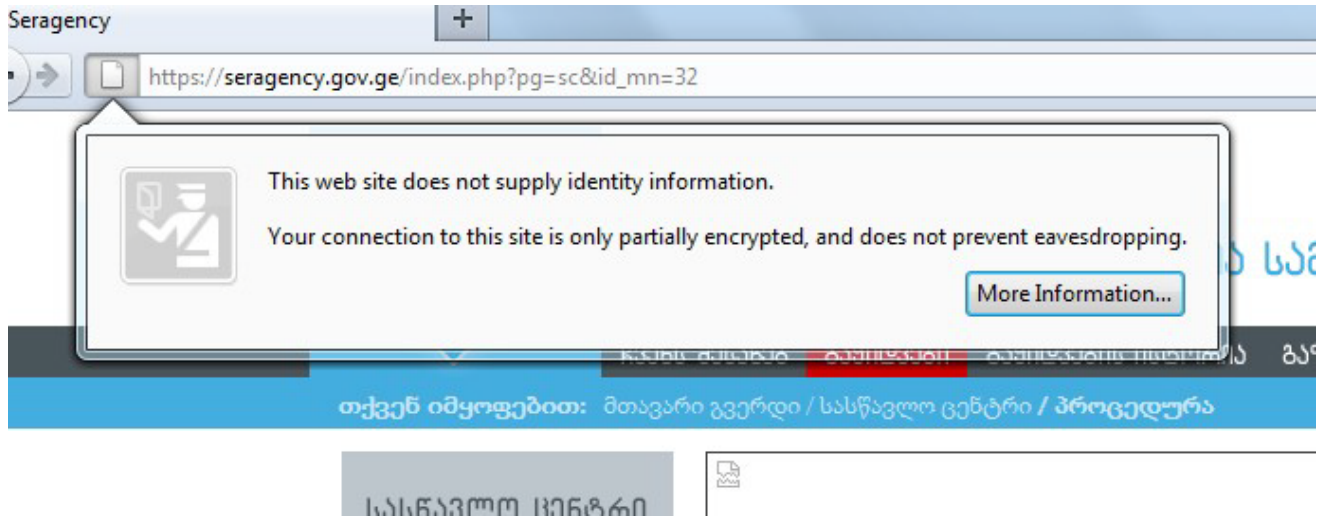 Seragency
+
https://seragency.gov.ge/index.php?pg=sc&id_mn=32
This web site does not supply identity information.
Your connection to this site is only partially encrypted, and does not prevent eavesdropping.
More Information...
თქვენ იმყოფებით: მთავარი გვერდი / სასწავლო ცენტრი / პროცედურა
სასწავლო ცენტრი